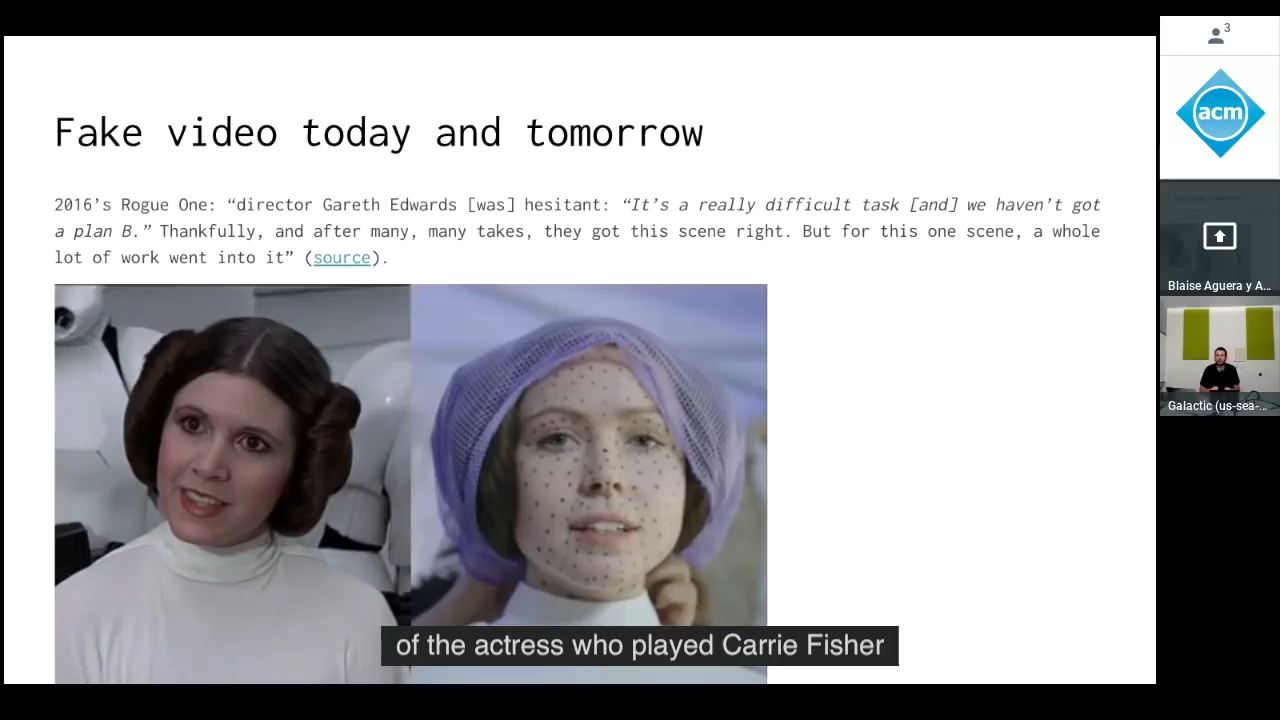 3
acm
Fake video today and tomorrow
2016’s Rogue One: “director Gareth Edwards [was] hesitant: “It’s a really difficult task [and] we haven’t got
a plan B.” Thankfully, and after many, many takes, they got this scene right. But for this one scene, a whole
lot of work went into it” (source).
Blaise Aguera y A...
Galactic (us-sea-...
of the actress who played Carrie Fisher